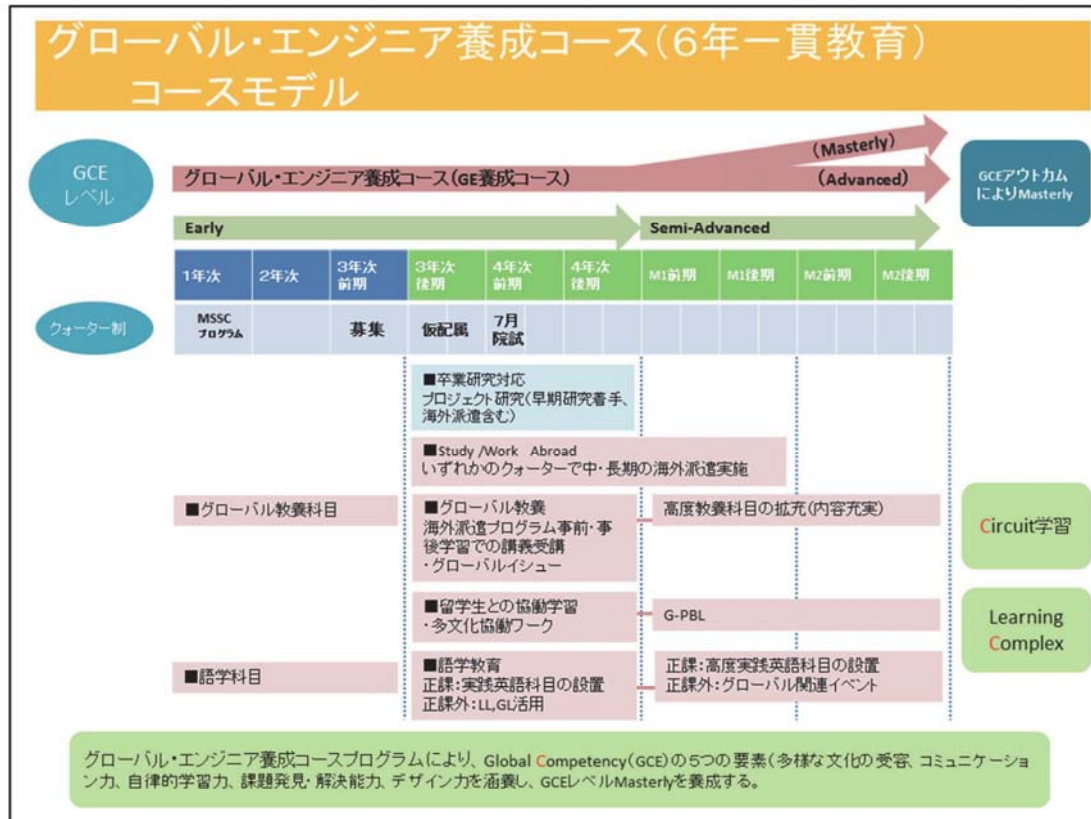 グローバル・エンジニア養成コース(６年一貫教育)
コースモデル
GCE
レベル
グローバル・エンジニア養成コース(GE養成コース)
(Masterly)
(Advanced)
GCEアウトカム
によりMasterly
Early
Semi-Advanced
1年次
2年次
3年次
前期
3年次
後期
4年次
前期
4年次
後期
M1前期
M1後期
M2前期
M2後期
クォーター制
MSSC
プログラム
募集
仮配属
7月
院試
■卒業研究対応
プロジェクト研究(早期研究着手、
海外派遣含む)
■Study /Work Abroad
いずれかのクォーターで中・長期の海外派遣実施
■グローバル教養科目
■グローバル教養
海外派遣プログラム事前・事
後学習での講義受講
・グローバルイシュー
高度教養科目の拡充(内容充実)
Circuit学習
■留学生との協働学習
・多文化協働ワーク
G-PBL
Learning
Complex
■語学科目
■語学教育
正課:実践英語科目の設置
正課外:LL,GL活用
正課:高度実践英語科目の設置
正課外:グローバル関連イベント
グローバル・エンジニア養成コースプログラムにより、Global Competency(GCE)の5つの要素(多様な文化の受容、コミュニケーショ
ン力、自律的学習力、課題発見・解決能力、デザイン力を涵養し、GCEレベルMasterlyを養成する。